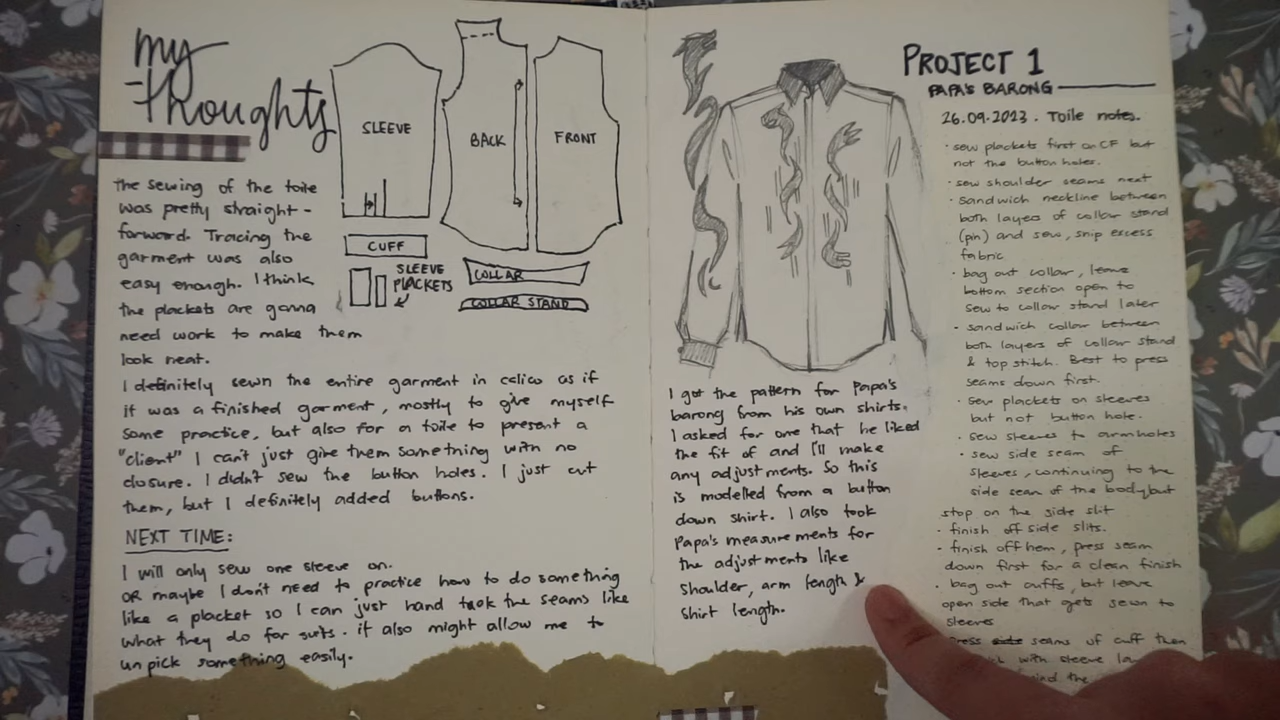 my
thoughts
SLEEVE
BACK
FRONT
CUFF
SLEEVE
PLACKETS
COLLAR
COLLAR STAND
The sewing of the toile
was pretty straight-
forward. Tracing the
garment was also
easy enough. I think
the plackets are gonna
need work to make them
look neat.
I definitely sewn the entire garment in calico as if
it was a finished garment, mostly to give myself
some practice, but also for a toile to present a
"client" I can't just give them something with no
closure. I didn't sew the button holes. I just cut
them, but I definitely added buttons.
NEXT TIME:
I will only sew one sleeve on.
OR maybe I don't need to practice how to do something
like a placket so I can just hand tack the seams like
what they do for suits. it also might allow me to
unpick something easily.
PROJECT 1
PAPA'S BARONG
26.09.2023. Toile notes.
I got the pattern for Papa's
barong from his own shirts.
I asked for one that he liked
the fit of and I'll make
any adjustments. So this
is modelled from a button
down shirt. I also took
Papa's measurements for
the adjustments like
shoulder, arm length &
shirt length.
• sew plackets first on CF but
not the button holes.
• sew shoulder seams next
• sandwich neckline between
both layers of collar stand
(pin) and sew, snip excess
fabric
• bag out collar, leave
bottom section open to
sew to collar stand later
• sandwich collar between
both layers of collar stand
& top stitch. Best to press
seams down first.
• sew plackets on sleeves
but not button hole.
• sew sleeves to armholes
• sew side seam of
sleeves, continuing to the
side seam of the body but
stop on the side slit
• finish off side slits.
• finish off hem, press seam
down first for a clean finish
• bag out cuffs, but leave
open side that gets sewn to
sleeves
press side seams of cuff then
with sleeve
the